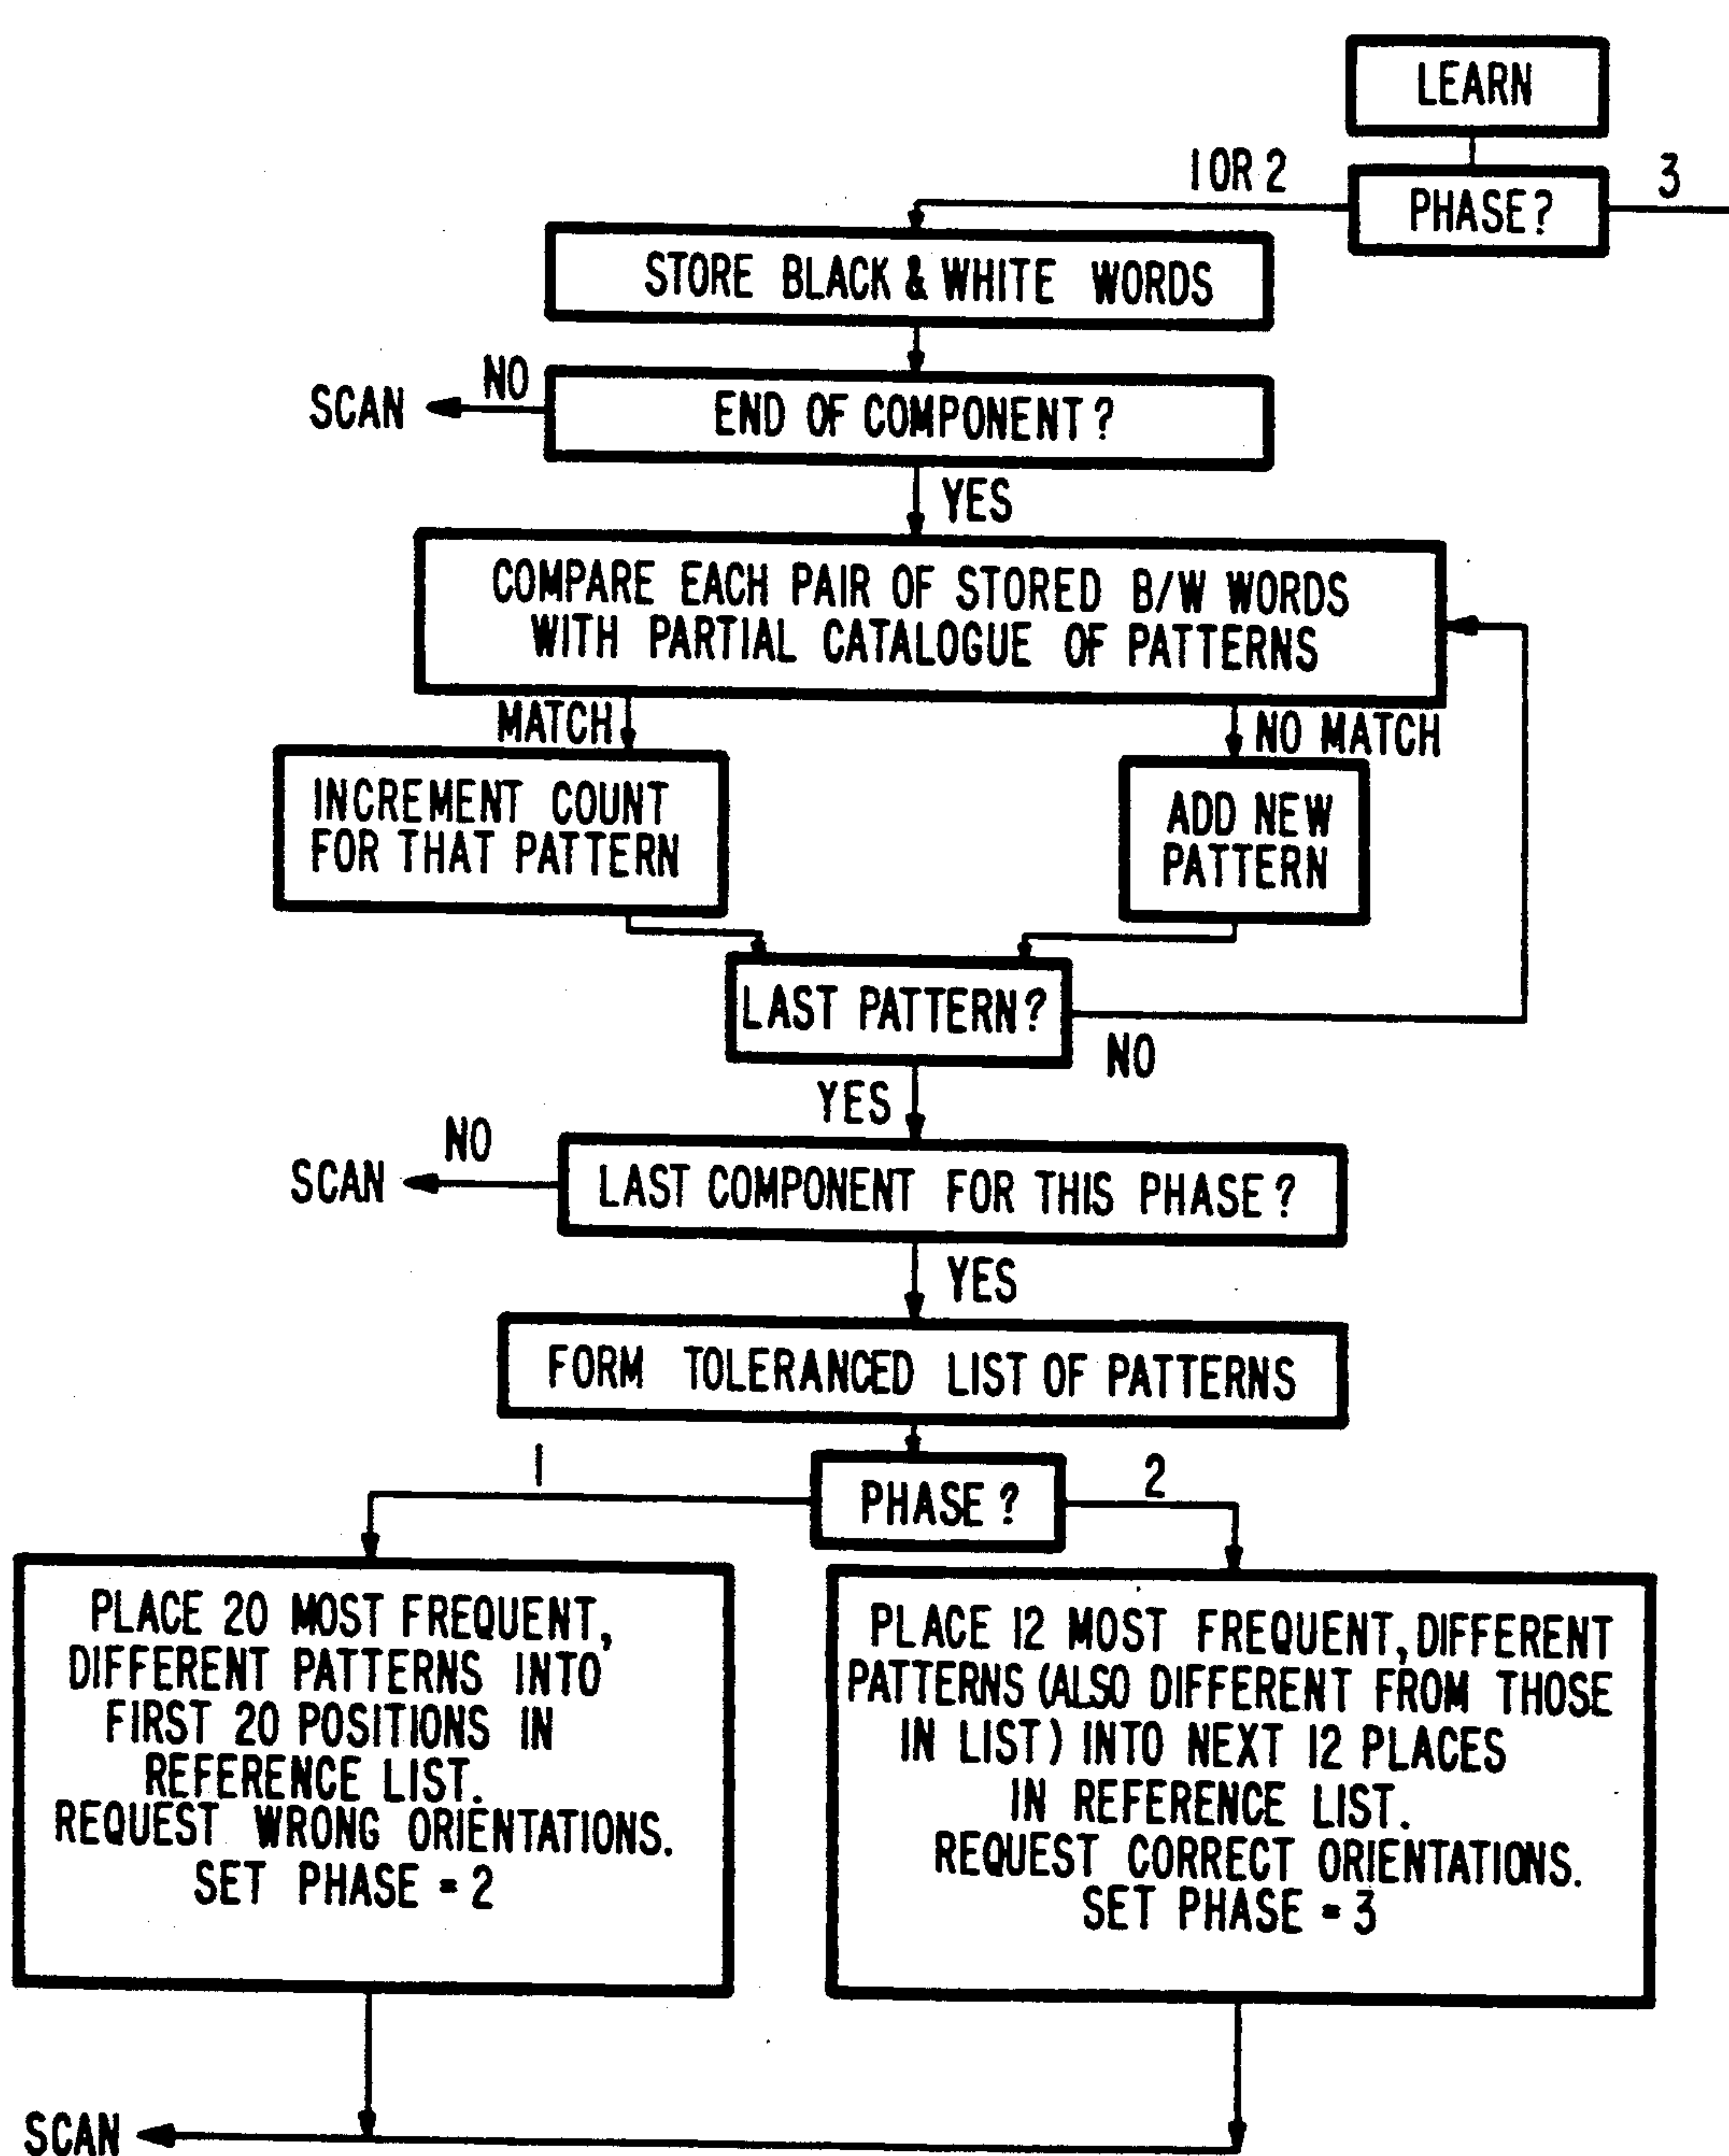 LEARN
1 OR 2
PHASE?
3
STORE BLACK & WHITE WORDS
SCAN
NO
END OF COMPONENT?
YES
COMPARE EACH PAIR OF STORED B/W WORDS
WITH PARTIAL CATALOGUE OF PATTERNS
MATCH
NO MATCH
INCREMENT COUNT
FOR THAT PATTERN
ADD NEW
PATTERN
LAST PATTERN?
NO
YES
SCAN
NO
LAST COMPONENT FOR THIS PHASE?
YES
FORM TOLERANCED LIST OF PATTERNS
1
PHASE?
2
PLACE 20 MOST FREQUENT,
DIFFERENT PATTERNS INTO
FIRST 20 POSITIONS IN
REFERENCE LIST.
REQUEST WRONG ORIENTATIONS.
SET PHASE = 2
PLACE 12 MOST FREQUENT, DIFFERENT
PATTERNS (ALSO DIFFERENT FROM THOSE
IN LIST) INTO NEXT 12 PLACES
IN REFERENCE LIST.
REQUEST CORRECT ORIENTATIONS.
SET PHASE = 3
SCAN